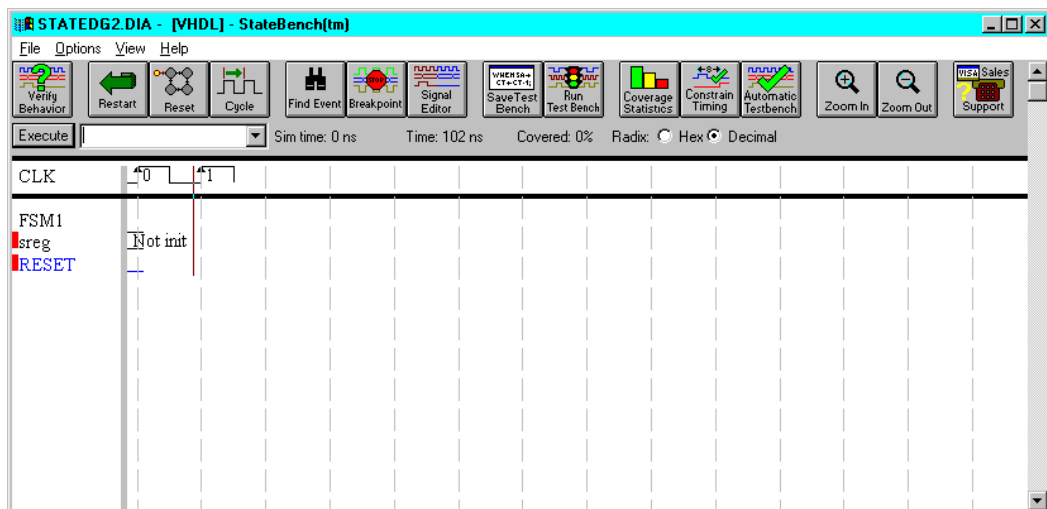 STATEDG2.DIA - [VHDL] - StateBench(tm)
File Options View Help
Verify Behavior
Restart
Reset
Cycle
Find Event
Breakpoint
Signal Editor
WHEN SA=
CT<=CT-1;
SaveTest Bench
Run Test Bench
Coverage Statistics
Constrain Timing
Automatic Testbench
Zoom In
Zoom Out
VISA Sales
Support
Execute Sim time: 0 ns Time: 102 ns Covered: 0% Radix: Hex Decimal
CLK 0 1
FSM1
sreg Not init
RESET